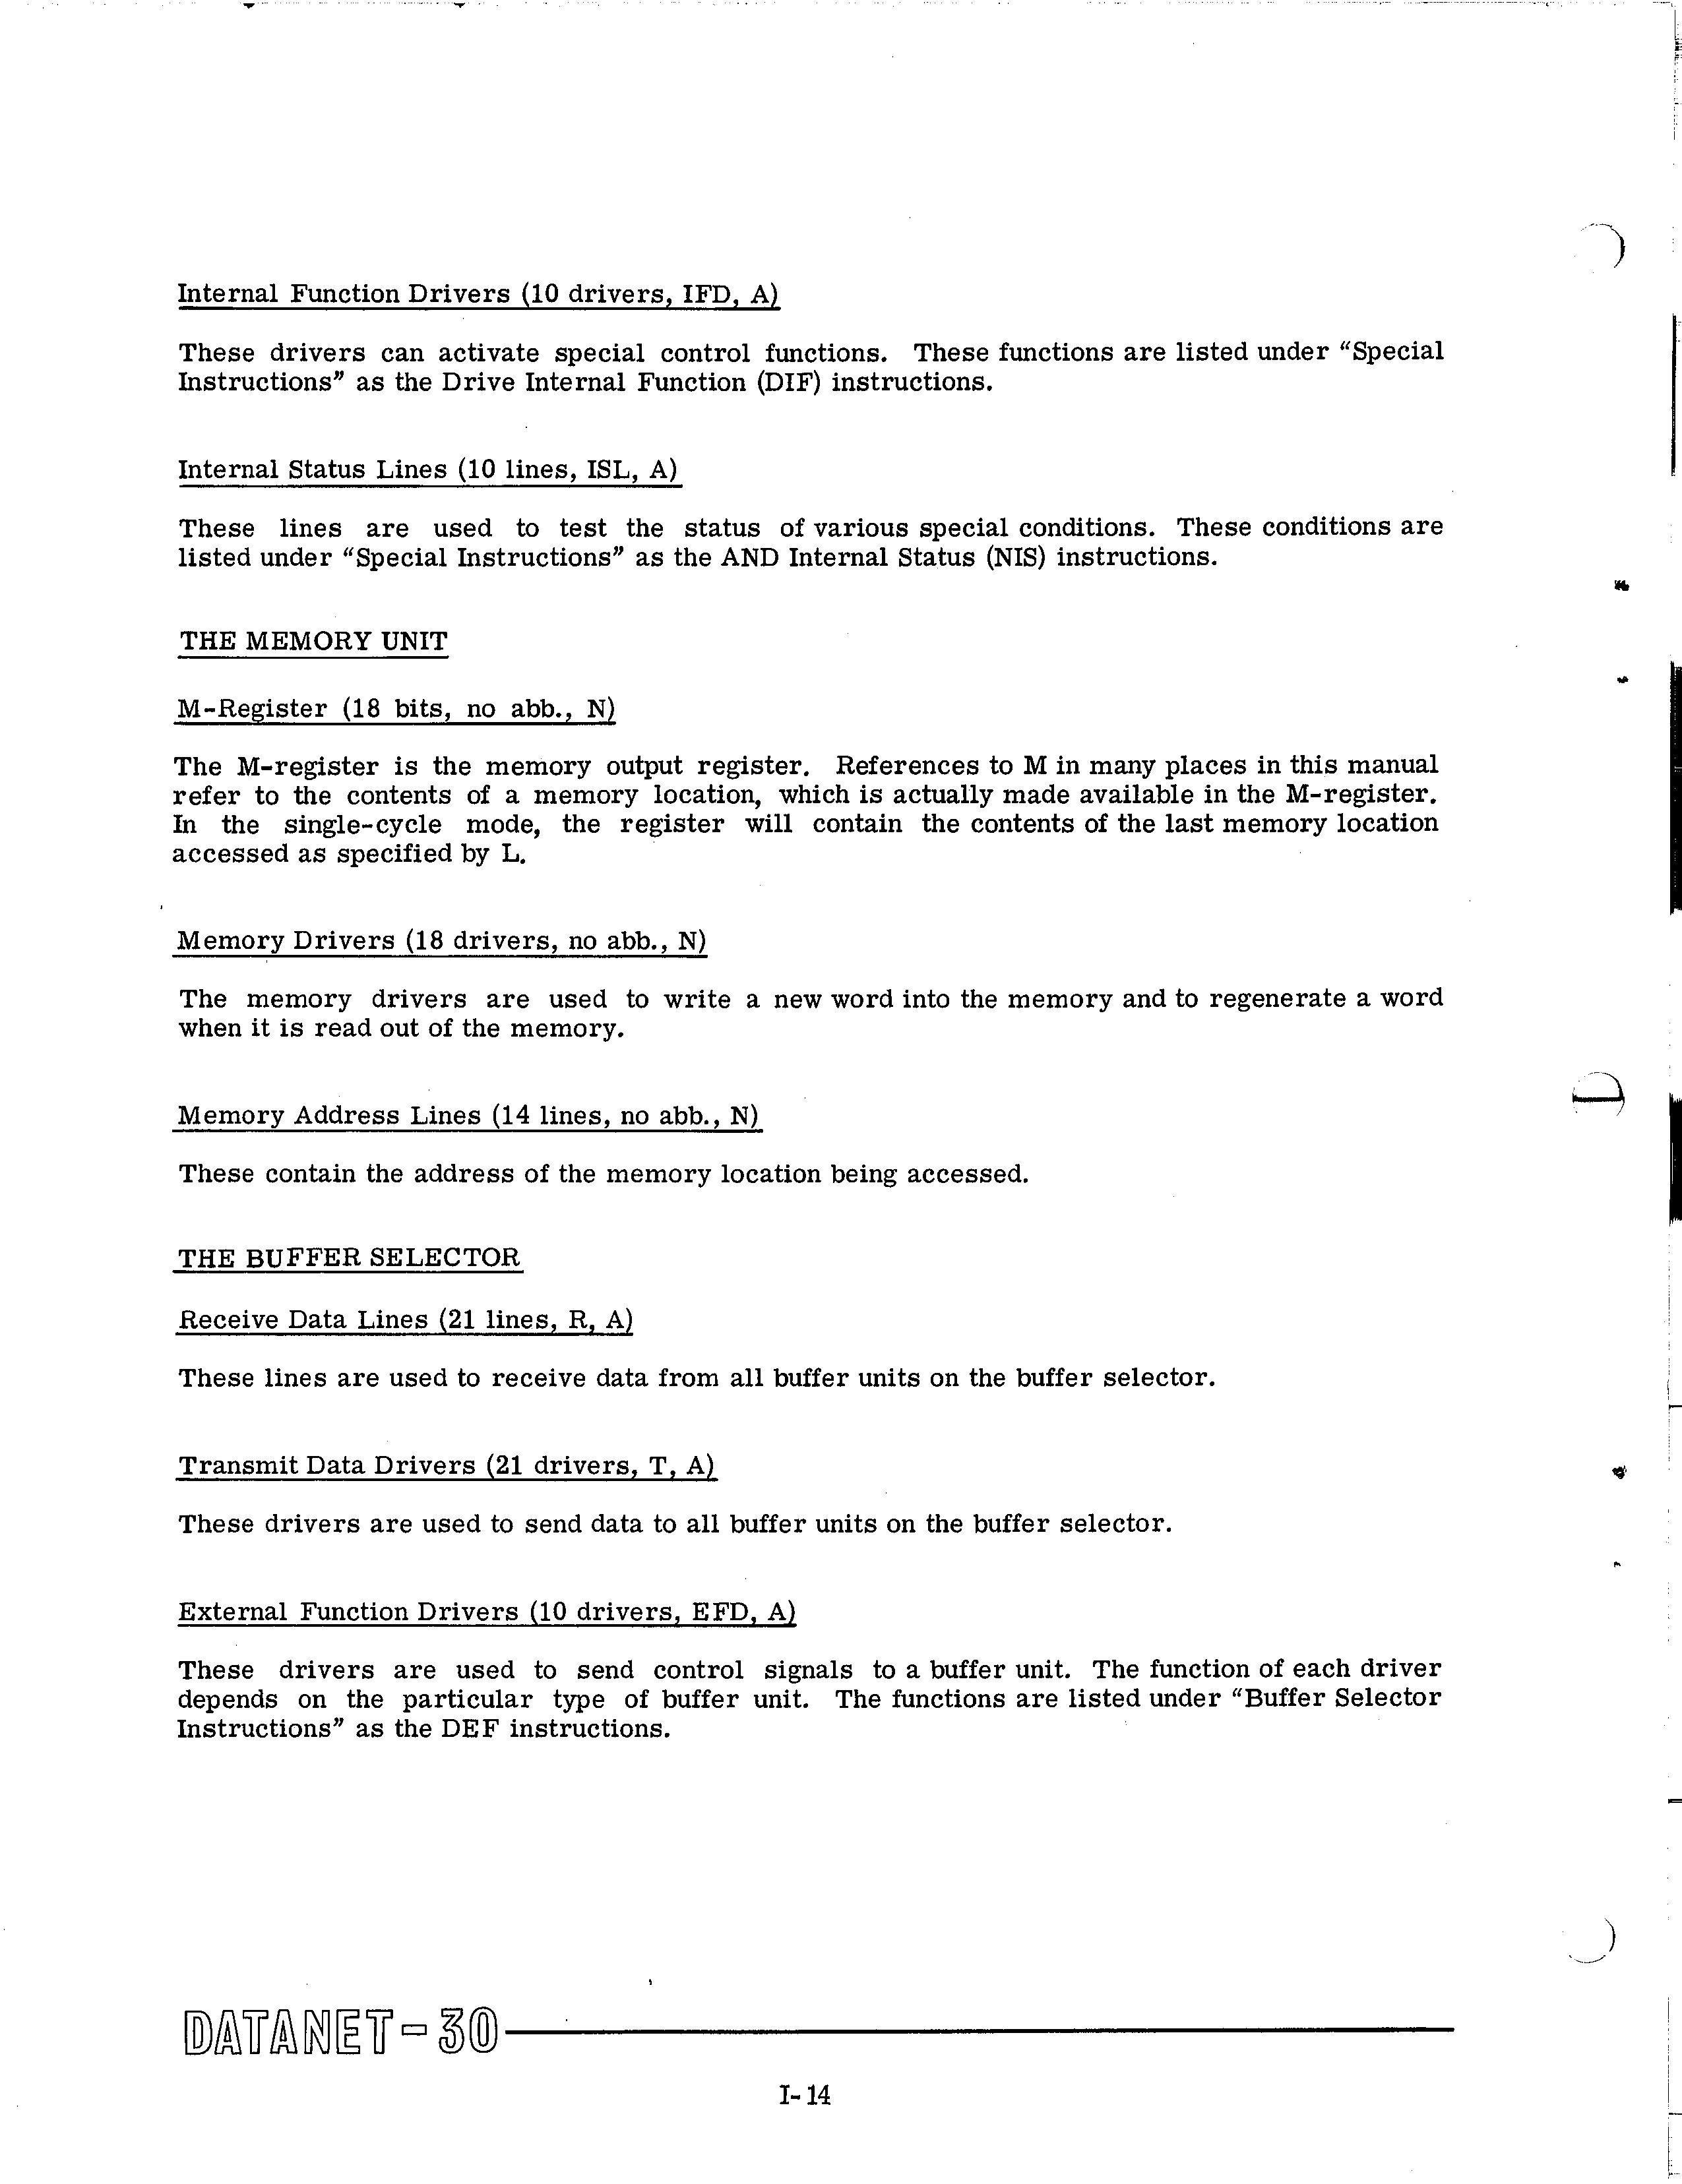 Internal Function Drivers (10 drivers, IFD, A)
These drivers can activate special control functions. These functions are listed under “Special
Instructions” as the Drive Internal Function (DIF) instructions.
Internal Status Lines (10 lines, ISL, A)
These lines are used to test the status of various special conditions. These conditions are
listed under “Special Instructions” as the AND Internal Status (NIS) instructions.
THE MEMORY UNIT
M-Register (18 bits, no abb., N)
The M-register is the memory output register. References to M in many places in this manual
refer to the contents of a memory location, which is actually made available in the M-register.
In the single-cycle mode, the register will contain the contents of the last memory location
accessed as specified by L.
Memory Drivers (18 drivers, no abb., N)
The memory drivers are used to write a new word into the memory and to regenerate a word
when it is read out of the memory.
Memory Address Lines (14 lines, no abb., N)
These contain the address of the memory location being accessed.
THE BUFFER SELECTOR
Receive Data Lines (21 lines, R, A)
These lines are used to receive data from all buffer units on the buffer selector.
Transmit Data Drivers (21 drivers, T, A)
These drivers are used to send data to all buffer units on the buffer selector.
External Function Drivers (10 drivers, EFD, A)
These drivers are used to send control signals to a buffer unit. The function of each driver
depends on the particular type of buffer unit. The functions are listed under “Buffer Selector
Instructions” as the DEF instructions.
DATANET-30
I-14